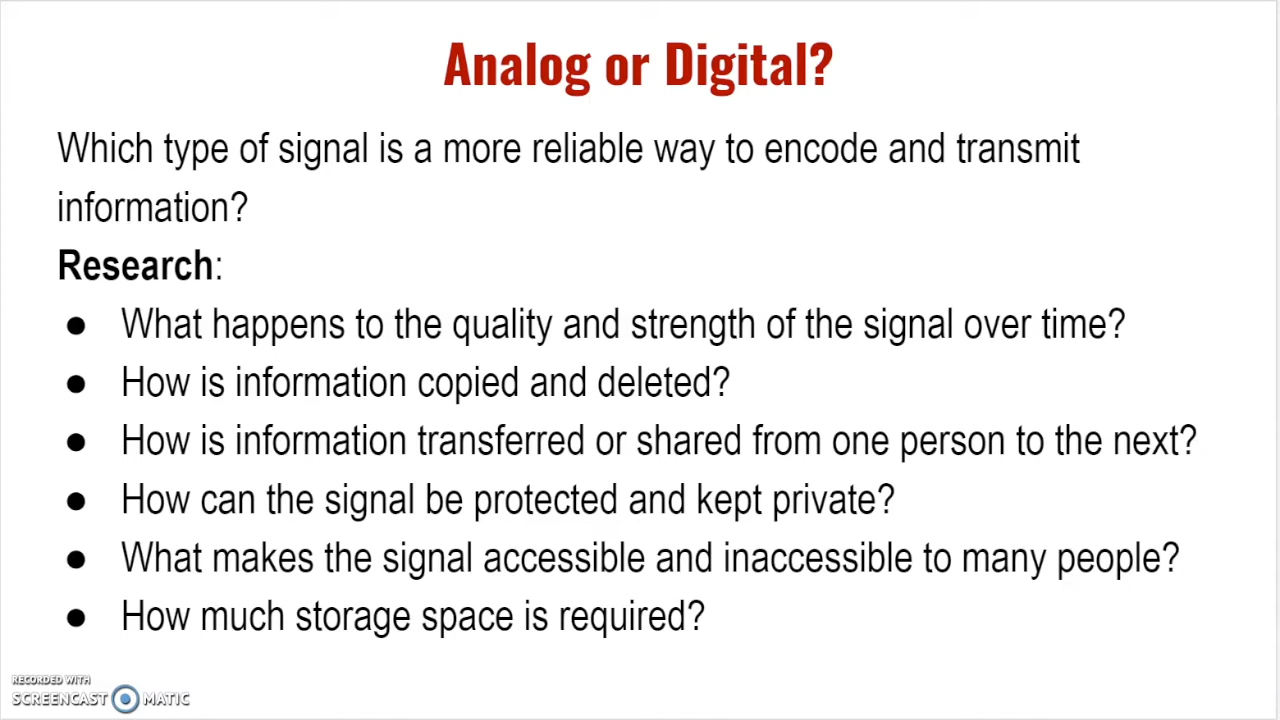 Analog or Digital?
Which type of signal is a more reliable way to encode and transmit
information?
Research:
● What happens to the quality and strength of the signal over time?
● How is information copied and deleted?
● How is information transferred or shared from one person to the next?
● How can the signal be protected and kept private?
● What makes the signal accessible and inaccessible to many people?
● How much storage space is required?
RECORDED WITH
SCREENCAST MATIC